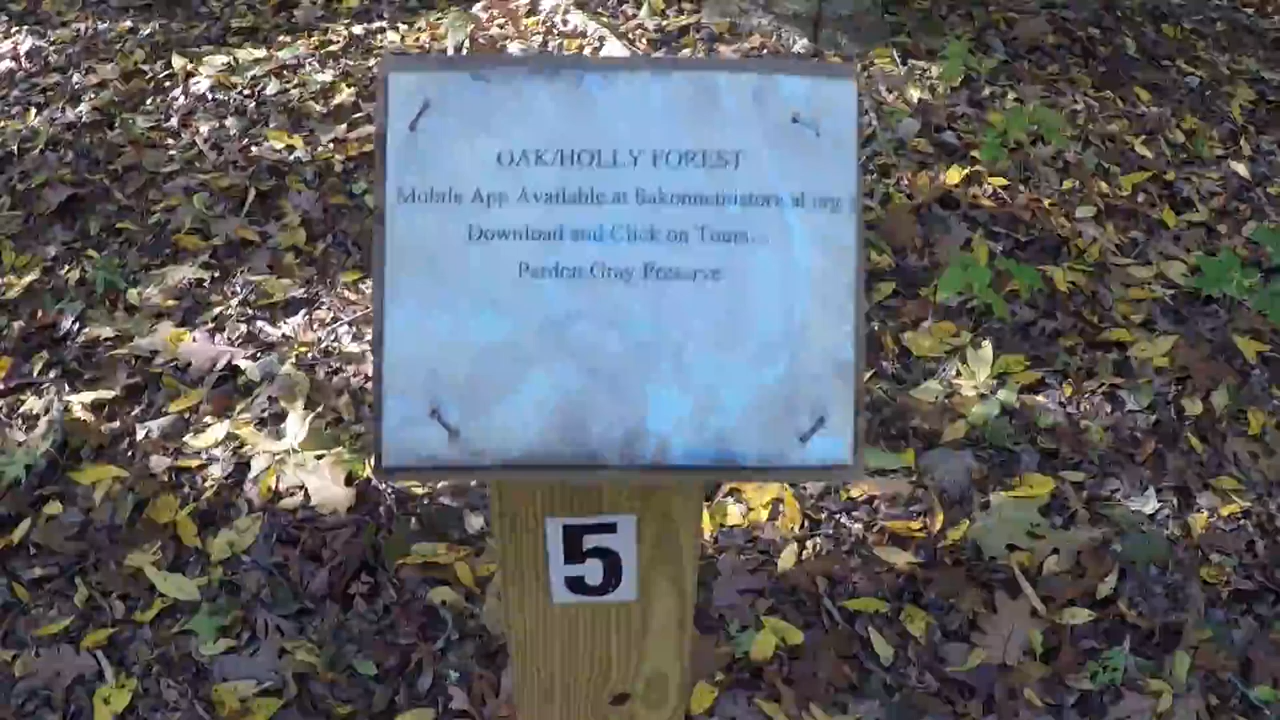 OAK/HOLLY FOREST
Mobile App Available at
Download and Click on Tours...
Pardon Gray Preserve
5